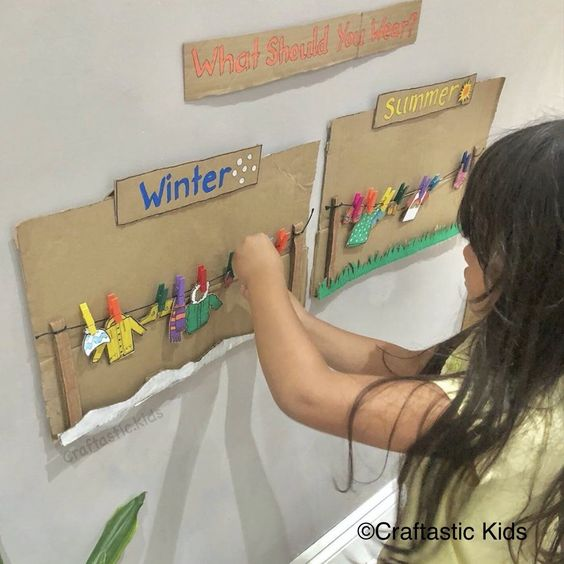 What Should You Wear?
Summer
Winter
Craftastic.Kids
©Craftastic Kids